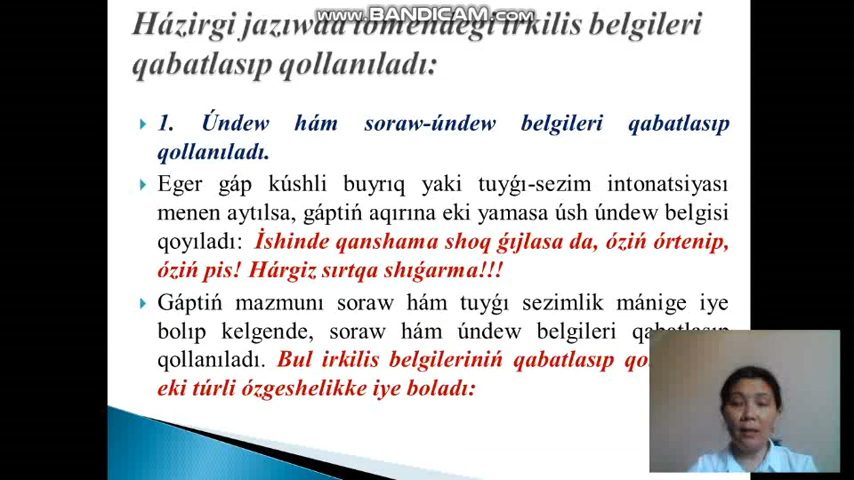 www.BANDICAM.com
Házirgi jazıwda tómendegi irkilis belgileri
qabatlasıp qollanıladı:
1. Úndew hám soraw-úndew belgileri qabatlasıp
qollanıladı.
Eger gáp kúshli buyrıq yaki tuyǵı-sezim intonatsiyası
menen aytılsa, gáptiń aqırına eki yamasa úsh úndew belgisi
qoyıladı: İshinde qanshama shoq ǵıjlasa da, óziń órtenip,
óziń pis! Hárgiz sırtqa shıǵarma!!!
Gáptiń mazmunı soraw hám tuyǵı sezimlik mánige iye
bolıp kelgende, soraw hám úndew belgileri qabatlasıp
qollanıladı. Bul irkilis belgileriniń qabatlasıp
eki túrli ózgeshelikke iye boladı: